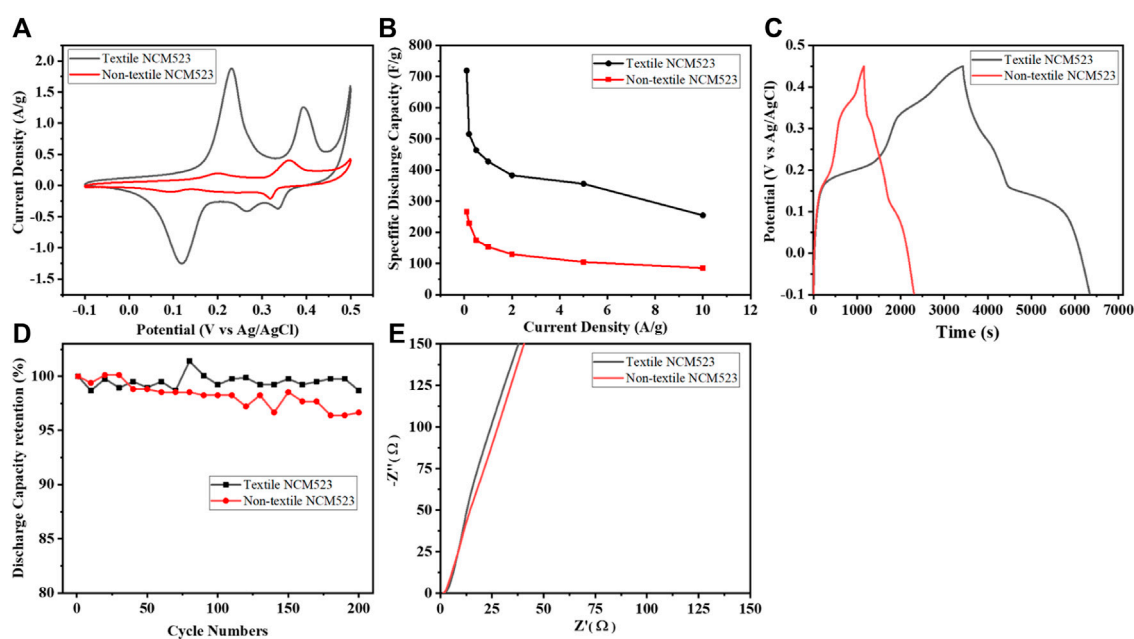 A
Textile NCM523
Non-textile NCM523
2.0
1.5
1.0
0.5
0.0
-0.5
-1.0
-1.5
Current Density (A/g)
-0.1
0.0
0.1
0.2
0.3
0.4
0.5
Potential (V vs Ag/AgCl)
B
Textile NCM523
Non-textile NCM523
800
700
600
500
400
300
200
100
0
Specfific Discharge Capacity (F/g)
0
2
4
6
8
10
Current Density (A/g)
C
Textile NCM523
Non-textile NCM523
0.5
0.4
0.3
0.2
0.1
0.0
-0.1
Potential (V vs Ag/AgCl)
0
1000
2000
3000
4000
5000
6000
7000
Time (s)
D
Textile NCM523
Non-textile NCM523
100
95
90
85
80
Discharge Capacity retention (%)
0
50
100
150
200
Cycle Numbers
E
Textile NCM523
Non-textile NCM523
150
125
100
75
50
25
0
-Z''(Ω)
0
25
50
75
100
125
150
Z'(Ω)